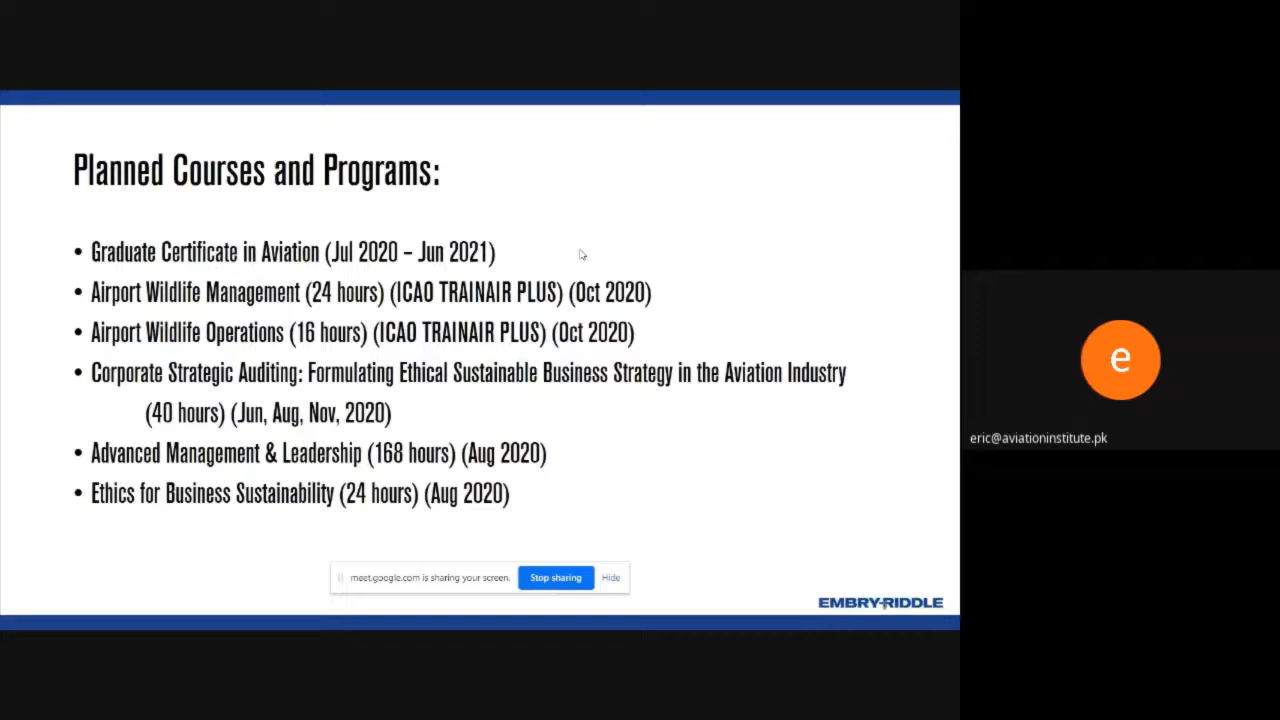 Planned Courses and Programs:
• Graduate Certificate in Aviation (Jul 2020 – Jun 2021)
• Airport Wildlife Management (24 hours) (ICAO TRAINAIR PLUS) (Oct 2020)
• Airport Wildlife Operations (16 hours) (ICAO TRAINAIR PLUS) (Oct 2020)
• Corporate Strategic Auditing: Formulating Ethical Sustainable Business Strategy in the Aviation Industry
(40 hours) (Jun, Aug, Nov, 2020)
• Advanced Management & Leadership (168 hours) (Aug 2020)
• Ethics for Business Sustainability (24 hours) (Aug 2020)
meet.google.com is sharing your screen. Stop sharing Hide
EMBRY-RIDDLE
e
eric@aviationinstitute.pk